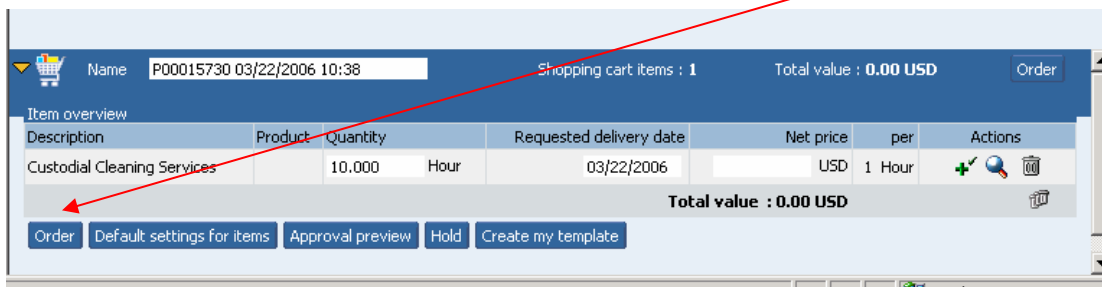 Name P00015730 03/22/2006 10:38 Shopping cart items : 1 Total value : 0.00 USD Order
Item overview
Description Product Quantity Requested delivery date Net price per Actions
Custodial Cleaning Services 10.000 Hour 03/22/2006 USD 1 Hour
Total value : 0.00 USD
Order Default settings for items Approval preview Hold Create my template